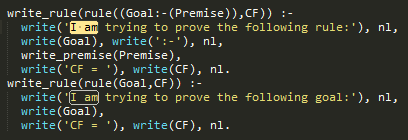 write_rule(rule((Goal:-(Premise)),CF) :-
  write('I am trying to prove the following rule:'), nl,
  write(Goal), write(':-'), nl,
  write_premise(Premise),
  write('CF = '), write(CF), nl.
write_rule(rule(Goal,CF)) :-
  write('I am trying to prove the following goal:'), nl,
  write(Goal),
  write('CF = '), write(CF), nl.